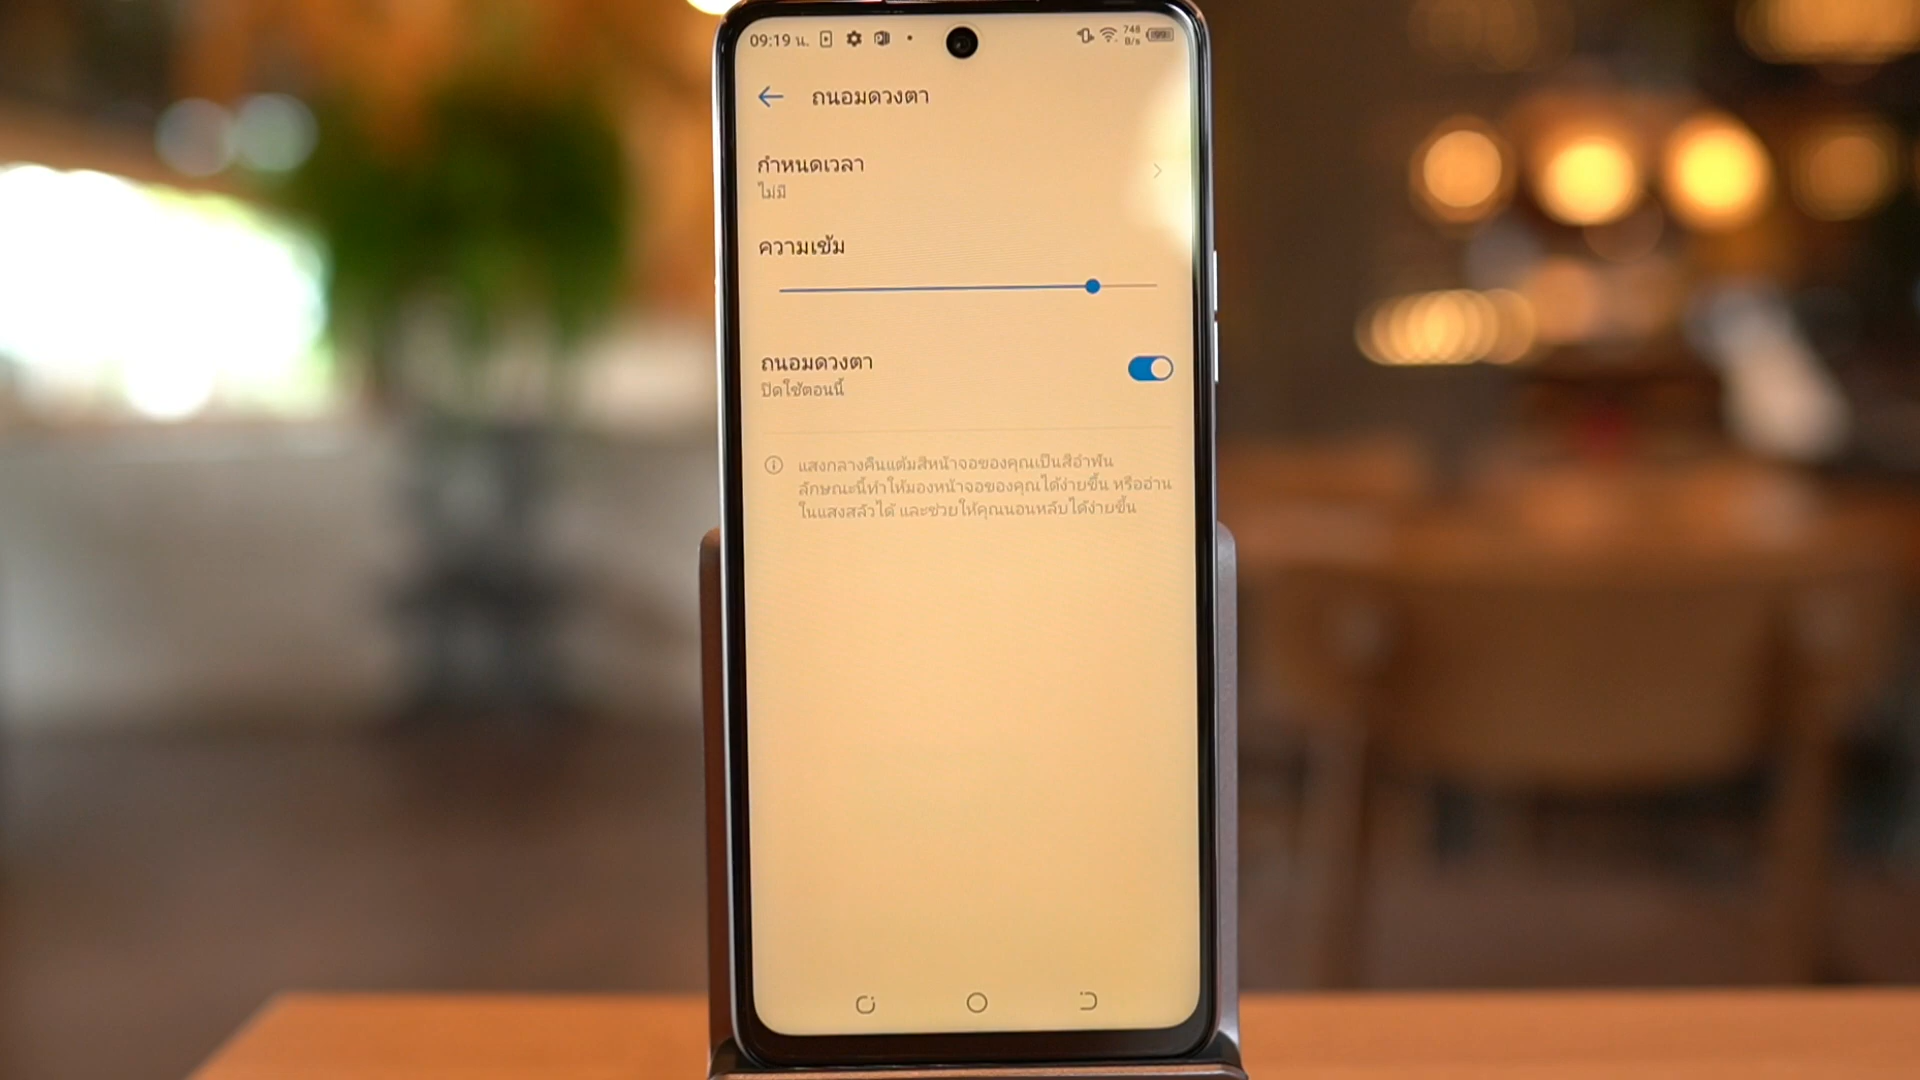 09:19 น.
748
B/s
99
ถนอมดวงตา
กำหนดเวลา
ไม่มี
ความเข้ม
ถนอมดวงตา
ปิดใช้ตอนนี้
แสงกลางคืนแต้มสีหน้าจอของคุณเป็นสีอำพัน
ลักษณะนี้ทำให้มองหน้าจอของคุณได้ง่ายขึ้น หรืออ่าน
ในแสงสลัวได้ และช่วยให้คุณนอนหลับได้ง่ายขึ้น